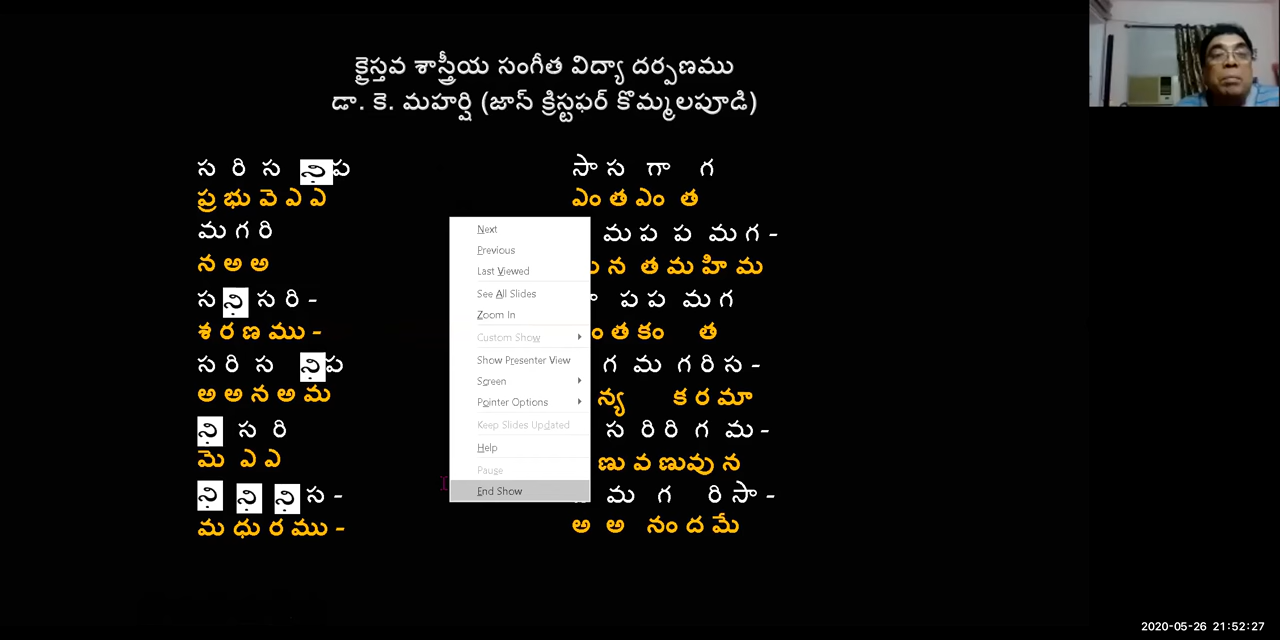 క్రైస్తవ శాస్త్రీయ సంగీత విద్యా దర్పణము
డా. కె. మహర్షి (జాస్ క్రిస్టఫర్ కొమ్మలపూడి)
స రి స ని ప
ప్ర భు వె ఎ ఎ
మ గ రి
న అ అ
స ని స రి -
శ ర ణ ము -
స రి స ని ప
అ అ న అ మ
ని స రి
మె ఎ ఎ
ని ని ని స -
మ ధు ర ము -
సా స గా గ
ఎం త ఎం త
మ ప ప మ గ -
న త మ హి మ
ప ప మ గ
త కం త
గ మ గ రి స -
న్య క ర మా
స రి రి గ మ -
ణు వ ణువు న
మ గ రి సా -
అ అ నం ద మే
Next
Previous
Last Viewed
See All Slides
Zoom In
Custom Show
Show Presenter View
Screen
Pointer Options
Keep Slides Updated
Help
Pause
End Show
2020-05-26 21:52:27